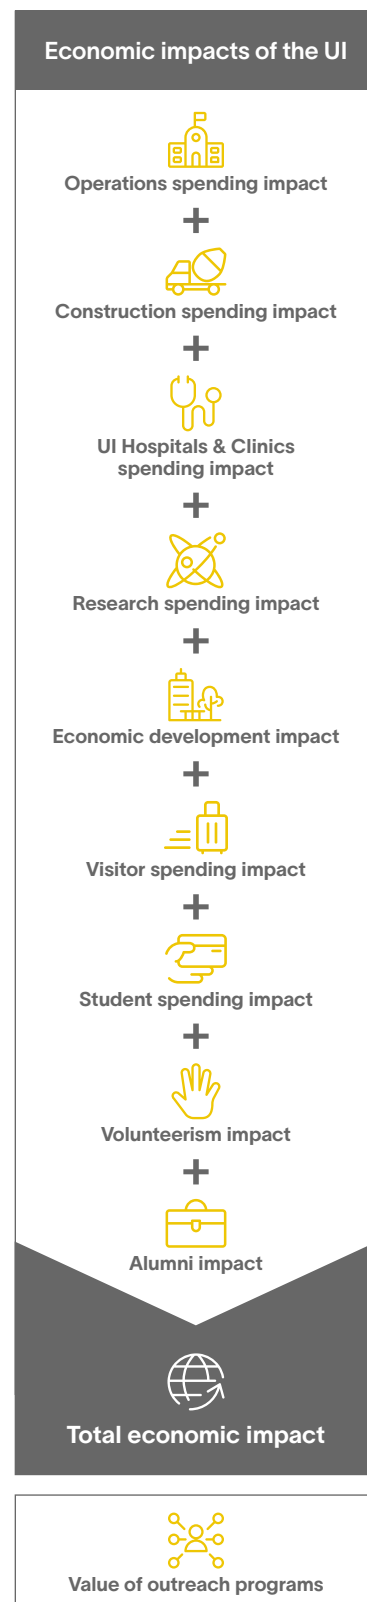 Economic impacts of the UI
Operations spending impact
+
Construction spending impact
+
UI Hospitals & Clinics
spending impact
+
Research spending impact
+
Economic development impact
+
Visitor spending impact
+
Student spending impact
+
Volunteerism impact
+
Alumni impact
Total economic impact
Value of outreach programs